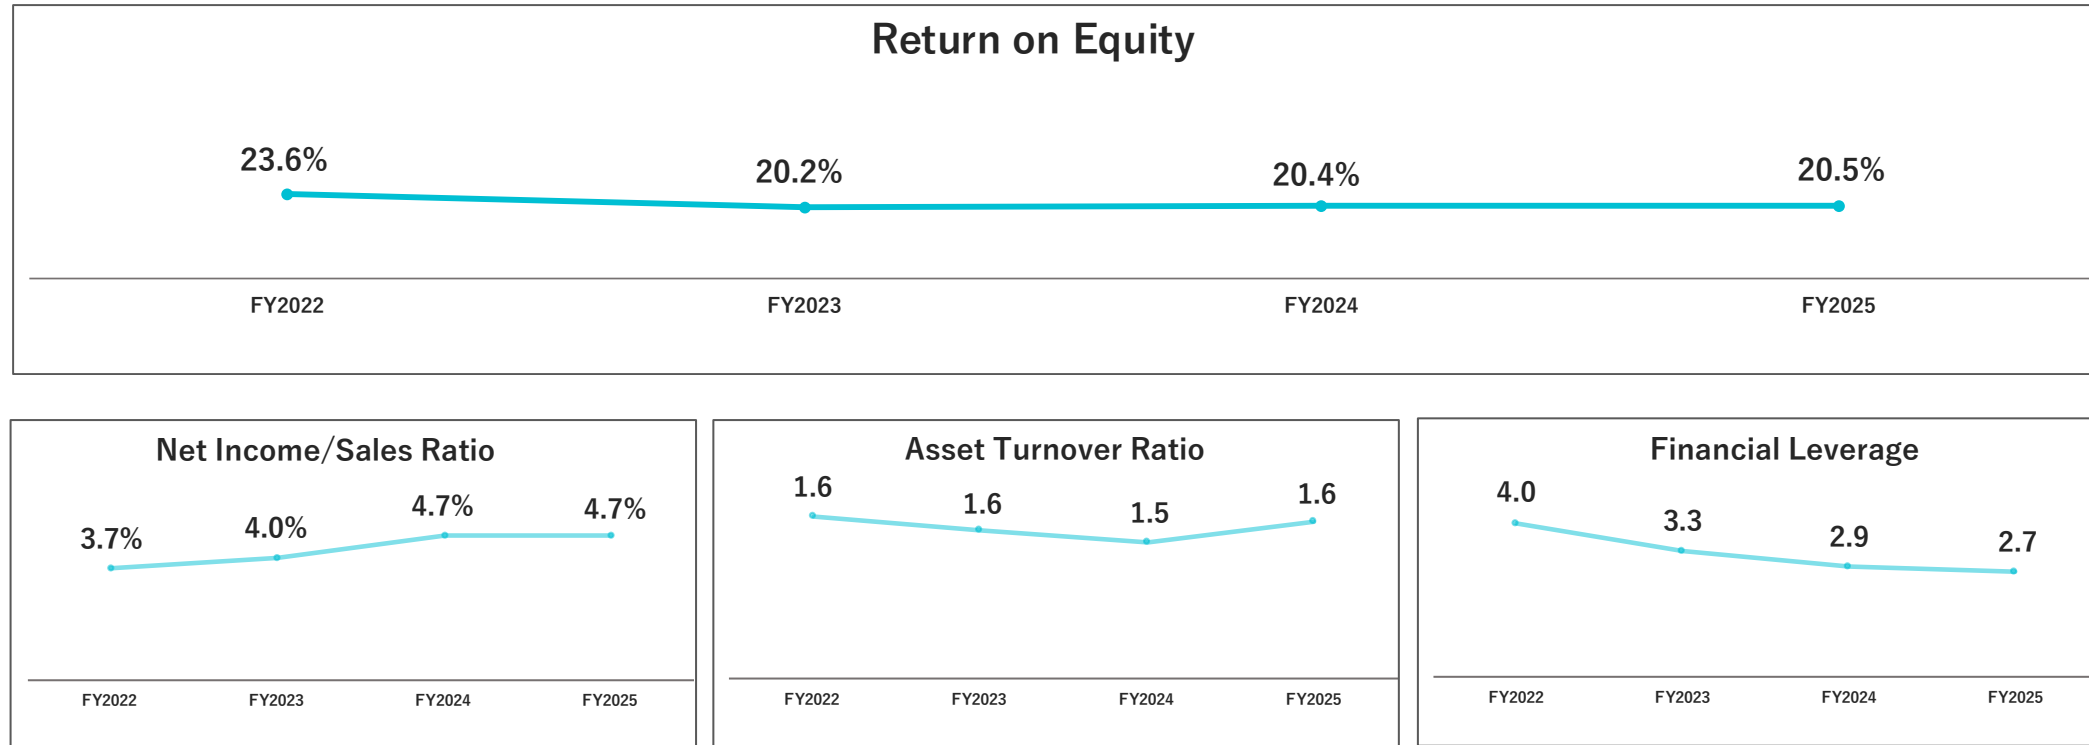 Return on Equity
23.6%
20.2%
20.4%
20.5%
FY2022
FY2023
FY2024
FY2025
Net Income/Sales Ratio
3.7%
4.0%
4.7%
4.7%
FY2022
FY2023
FY2024
FY2025
Asset Turnover Ratio
1.6
1.6
1.5
1.6
FY2022
FY2023
FY2024
FY2025
Financial Leverage
4.0
3.3
2.9
2.7
FY2022
FY2023
FY2024
FY2025